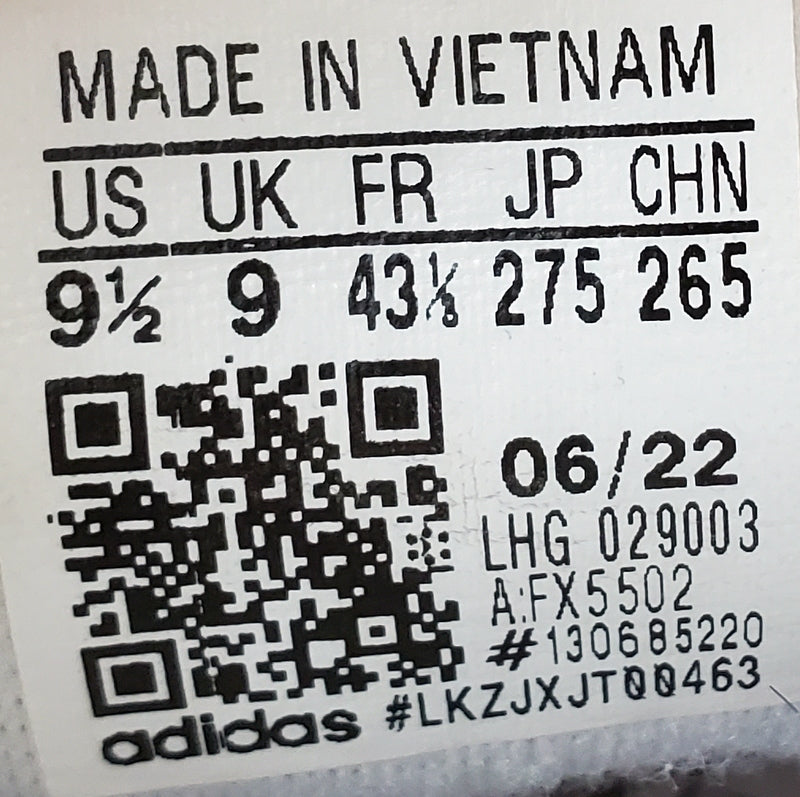 MADE IN VIETNAM
US UK FR JP CHN
9½ 9 43⅓ 275 265
06/22
LHG 029003
A:FX5502
#130685220
#LKZJXJT00463
adidas